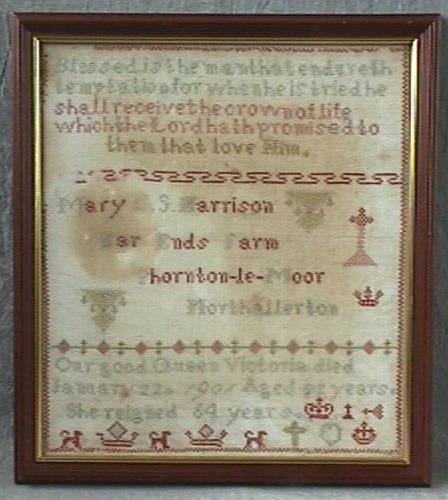 Blessed is the man that endureth
temptation for when he is tried he
shall receive the crown of life
which the Lord hath promised to
them that love Him.
Mary S. Harrison
Far Ends Farm
Thornton-le-Moor
Northallerton
Our good Queen Victoria died
January 22. 1901 Aged years.
She reigned 64 years.